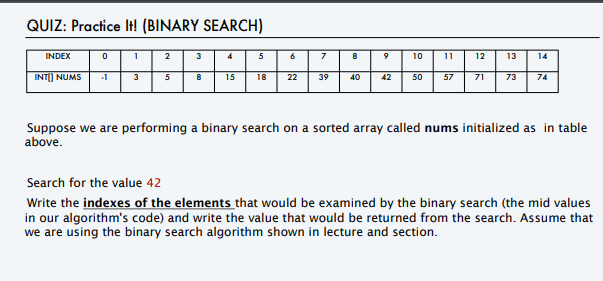 QUIZ: Practice It! (BINARY SEARCH)
INDEX 0 1 2 3 4 5 6 7 8 9 10 11 12 13 14
INT[] NUMS -1 3 5 8 15 18 22 39 40 42 50 57 71 73 74
Suppose we are performing a binary search on a sorted array called nums initialized as in table
above.
Search for the value 42
Write the indexes of the elements that would be examined by the binary search (the mid values
in our algorithm's code) and write the value that would be returned from the search. Assume that
we are using the binary search algorithm shown in lecture and section.